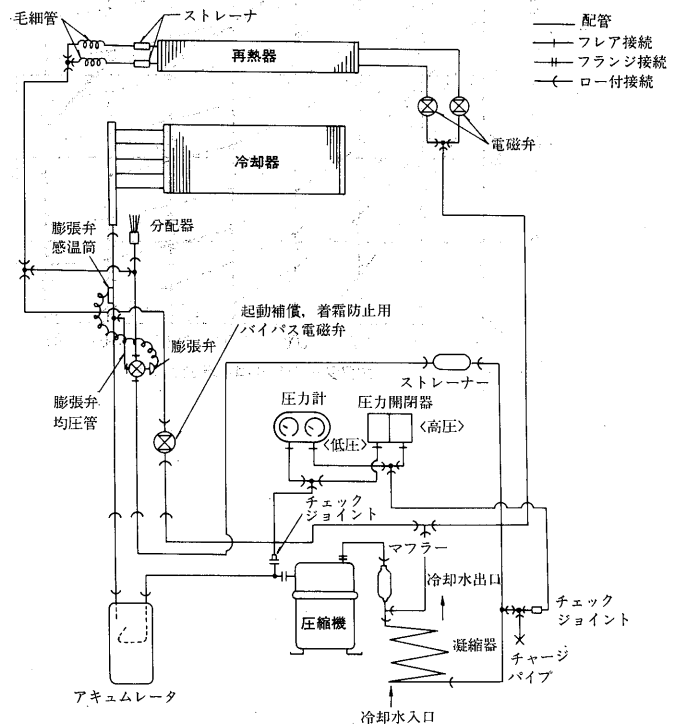 毛細管
ストレーナ
再熱器
配管
フレア接続
フランジ接続
ロー付接続
電磁弁
冷却器
分配器
膨張弁
感温筒
起動補償，着霜防止用
バイパス電磁弁
膨張弁
膨張弁
均圧管
ストレーナー
圧力計
圧力開閉器
〈低圧〉
〈高圧〉
チェック
ジョイント
マフラー
冷却水出口
圧縮機
凝縮器
チェック
ジョイント
チャージ
パイプ
アキュムレータ
冷却水入口